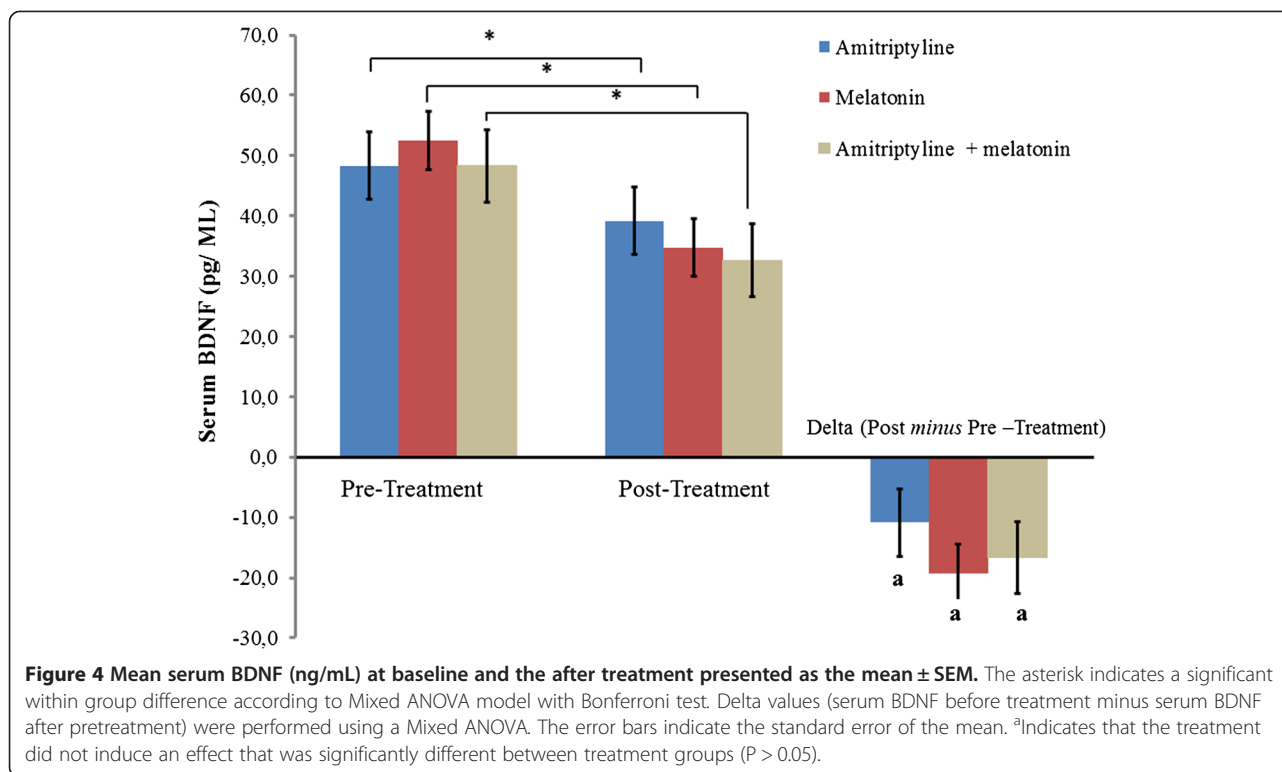 70,0
60,0
50,0
40,0
30,0
20,0
10,0
0,0
-10,0
-20,0
-30,0
Serum BDNF (pg/ ML)
*
*
*
Amitriptyline
Melatonin
Amitriptyline + melatonin
Pre-Treatment
Post-Treatment
Delta (Post minus Pre –Treatment)
a
a
a
Figure 4 Mean serum BDNF (ng/mL) at baseline and the after treatment presented as the mean ± SEM. The asterisk indicates a significant
within group difference according to Mixed ANOVA model with Bonferroni test. Delta values (serum BDNF before treatment minus serum BDNF
after pretreatment) were performed using a Mixed ANOVA. The error bars indicate the standard error of the mean. ᵃIndicates that the treatment
did not induce an effect that was significantly different between treatment groups (P > 0.05).